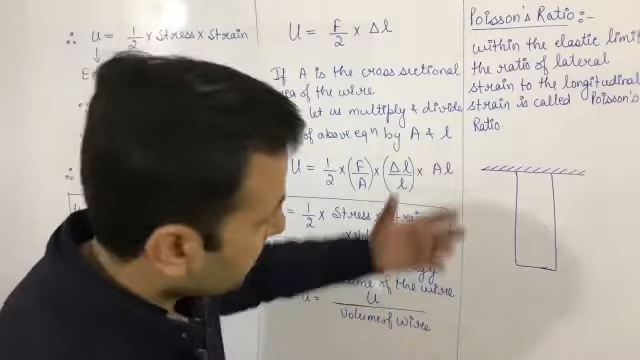 ∴ u = 1/2 × Stress × Strain
U = F/2 × Δl
If A is the cross sectional
area of the wire
let us multiply & divide
of above eqn by A & l
U = 1/2 × (F/A) × (Δl/l) × Al
= 1/2 × Stress ×
of the wire
u = U / Volume of wire
Poisson's Ratio :-
within the elastic limit
the ratio of lateral
strain to the longitudinal
strain is called Poisson's
Ratio